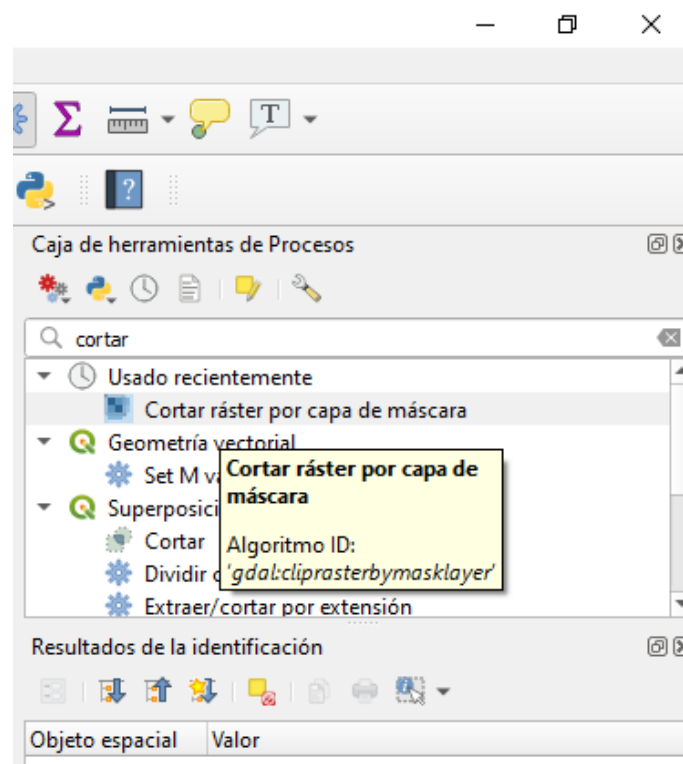 T
?
Caja de herramientas de Procesos
cortar
Usado recientemente
Cortar ráster por capa de máscara
Geometría vectorial
Set M v
Superposici
Cortar
Dividir
Extraer/cortar por extensión
Cortar ráster por capa de
máscara
Algoritmo ID:
'gdal:cliprasterbymasklayer'
Resultados de la identificación
Objeto espacial Valor